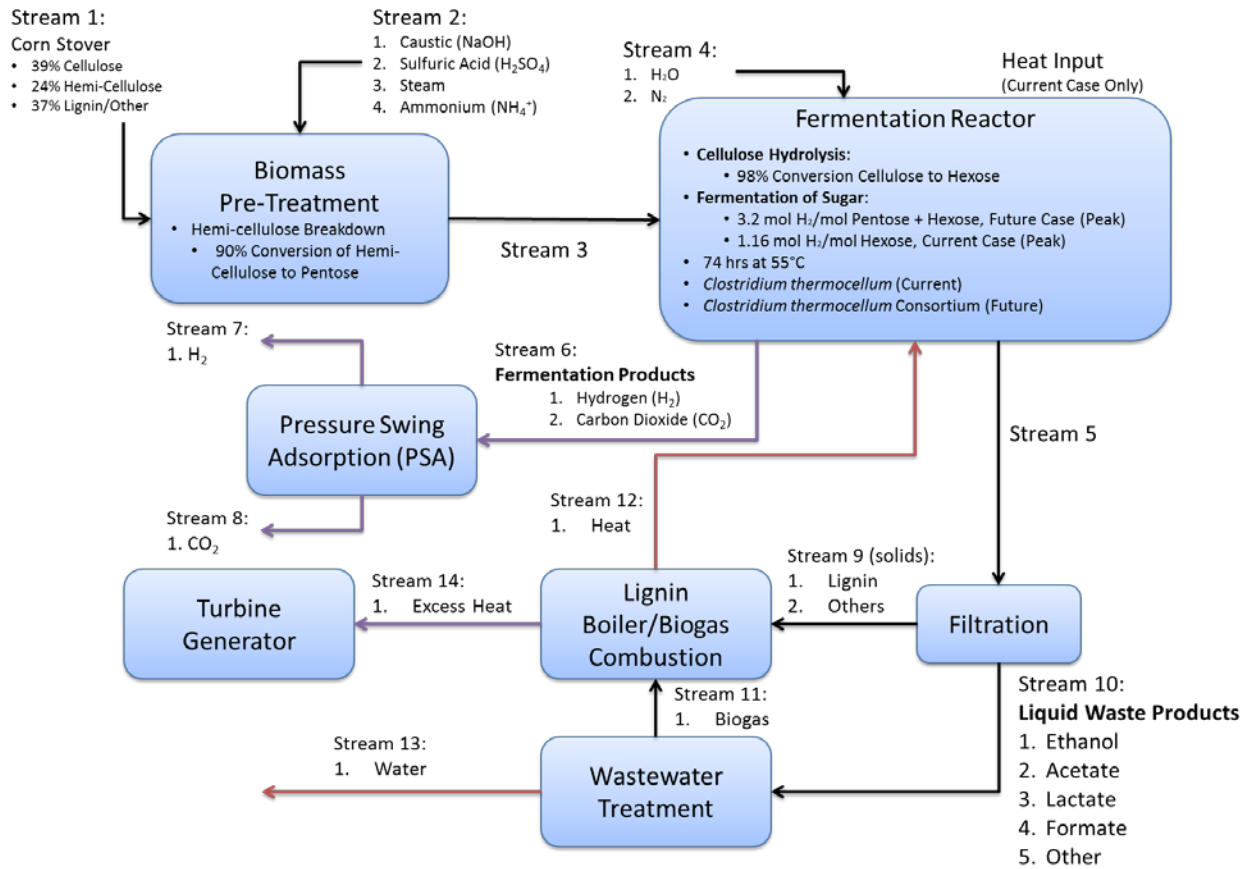 Stream 1:
Corn Stover
• 39% Cellulose
• 24% Hemi-Cellulose
• 37% Lignin/Other
Stream 2:
1. Caustic (NaOH)
2. Sulfuric Acid (H₂SO₄)
3. Steam
4. Ammonium (NH₄⁺)
Stream 4:
1. H₂O
2. N₂
Heat Input
(Current Case Only)
Biomass
Pre-Treatment
• Hemi-cellulose Breakdown
• 90% Conversion of Hemi-
Cellulose to Pentose
Stream 3
Fermentation Reactor
• Cellulose Hydrolysis:
• 98% Conversion Cellulose to Hexose
• Fermentation of Sugar:
• 3.2 mol H₂/mol Pentose + Hexose, Future Case (Peak)
• 1.16 mol H₂/mol Hexose, Current Case (Peak)
• 74 hrs at 55°C
• Clostridium thermocellum (Current)
• Clostridium thermocellum Consortium (Future)
Stream 7:
1. H₂
Stream 6:
Fermentation Products
1. Hydrogen (H₂)
2. Carbon Dioxide (CO₂)
Pressure Swing
Adsorption (PSA)
Stream 5
Stream 8:
1. CO₂
Stream 12:
1. Heat
Stream 9 (solids):
1. Lignin
2. Others
Turbine
Generator
Stream 14:
1. Excess Heat
Lignin
Boiler/Biogas
Combustion
Filtration
Stream 11:
1. Biogas
Stream 10:
Liquid Waste Products
1. Ethanol
2. Acetate
3. Lactate
4. Formate
5. Other
Stream 13:
1. Water
Wastewater
Treatment